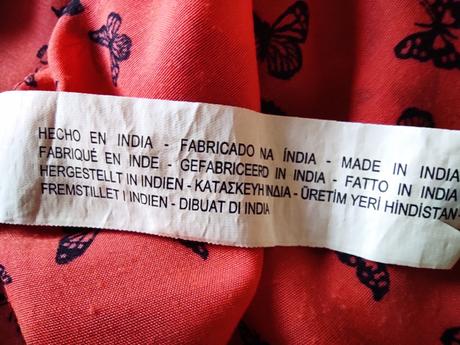 HECHO EN INDIA - FABRICADO NA ÍNDIA - MADE IN INDIA
FABRIQUÉ EN INDE - GEFABRICEERD IN INDIA - FATTO IN INDIA
HERGESTELLT IN INDIEN - ΚΑΤΑΣΚΕΥΗ INDIA - ÜRETİM YERİ HİNDİSTAN -
FREMSTILLET I INDIEN - DIBUAT DI INDIA